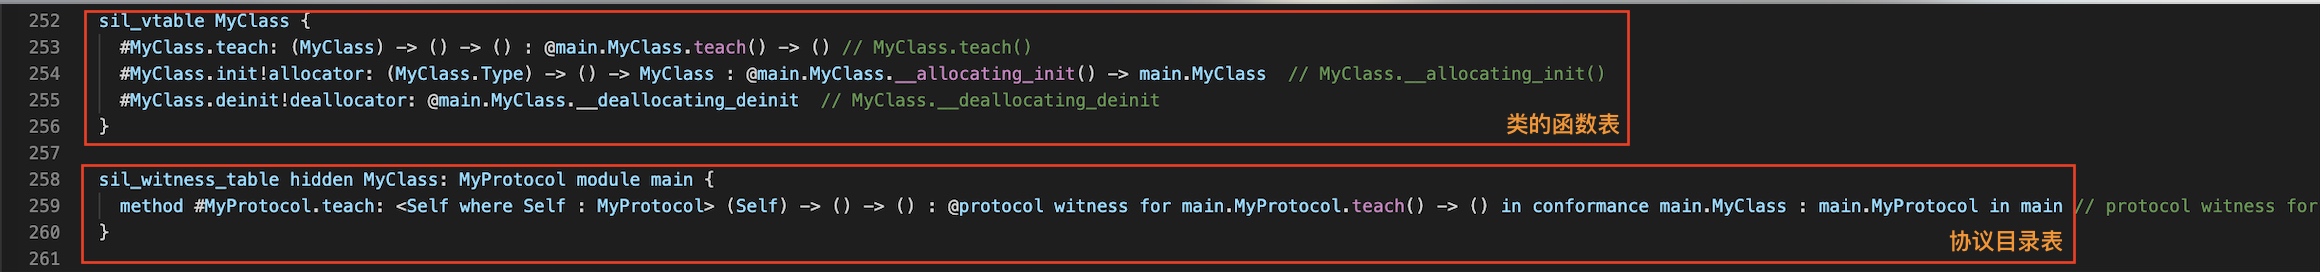 252 sil_vtable MyClass {
253 #MyClass.teach: (MyClass) -> () -> () : @main.MyClass.teach() -> () // MyClass.teach()
254 #MyClass.init!allocator: (MyClass.Type) -> () -> MyClass : @main.MyClass.__allocating_init() -> main.MyClass // MyClass.__allocating_init()
255 #MyClass.deinit!deallocator: @main.MyClass.__deallocating_deinit // MyClass.__deallocating_deinit
256 }
类的函数表
257
258 sil_witness_table hidden MyClass: MyProtocol module main {
259 method #MyProtocol.teach: <Self where Self : MyProtocol> (Self) -> () -> () : @protocol witness for main.MyProtocol.teach() -> () in conformance main.MyClass : main.MyProtocol in main // protocol witness for
260 }
协议目录表
261